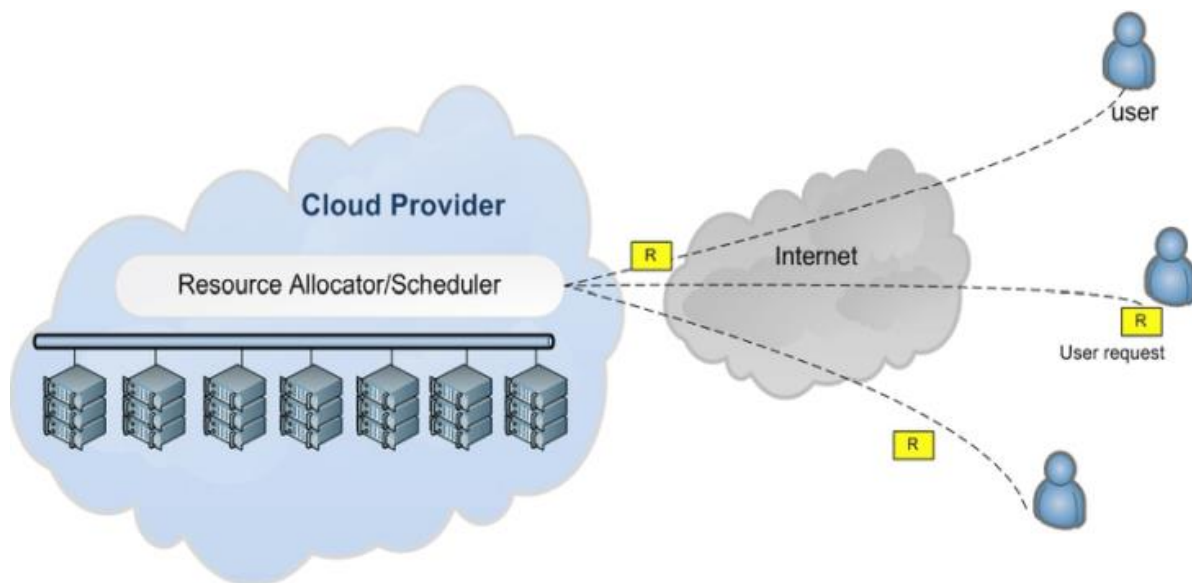 user
Cloud Provider
R
Internet
Resource Allocator/Scheduler
R
User request
R